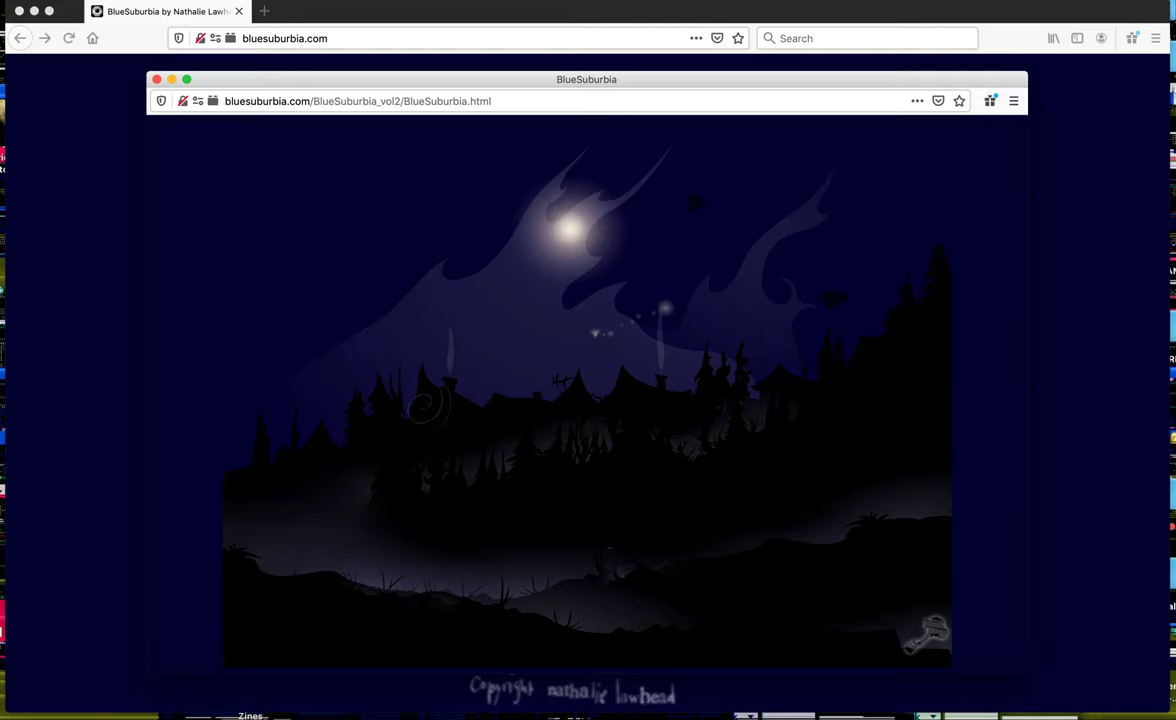 BlueSuburbia by Nathalie Lawh
bluesuburbia.com
Search
BlueSuburbia
bluesuburbia.com/BlueSuburbia_vol2/BlueSuburbia.html
Copyright nathalie lawhead
Zines